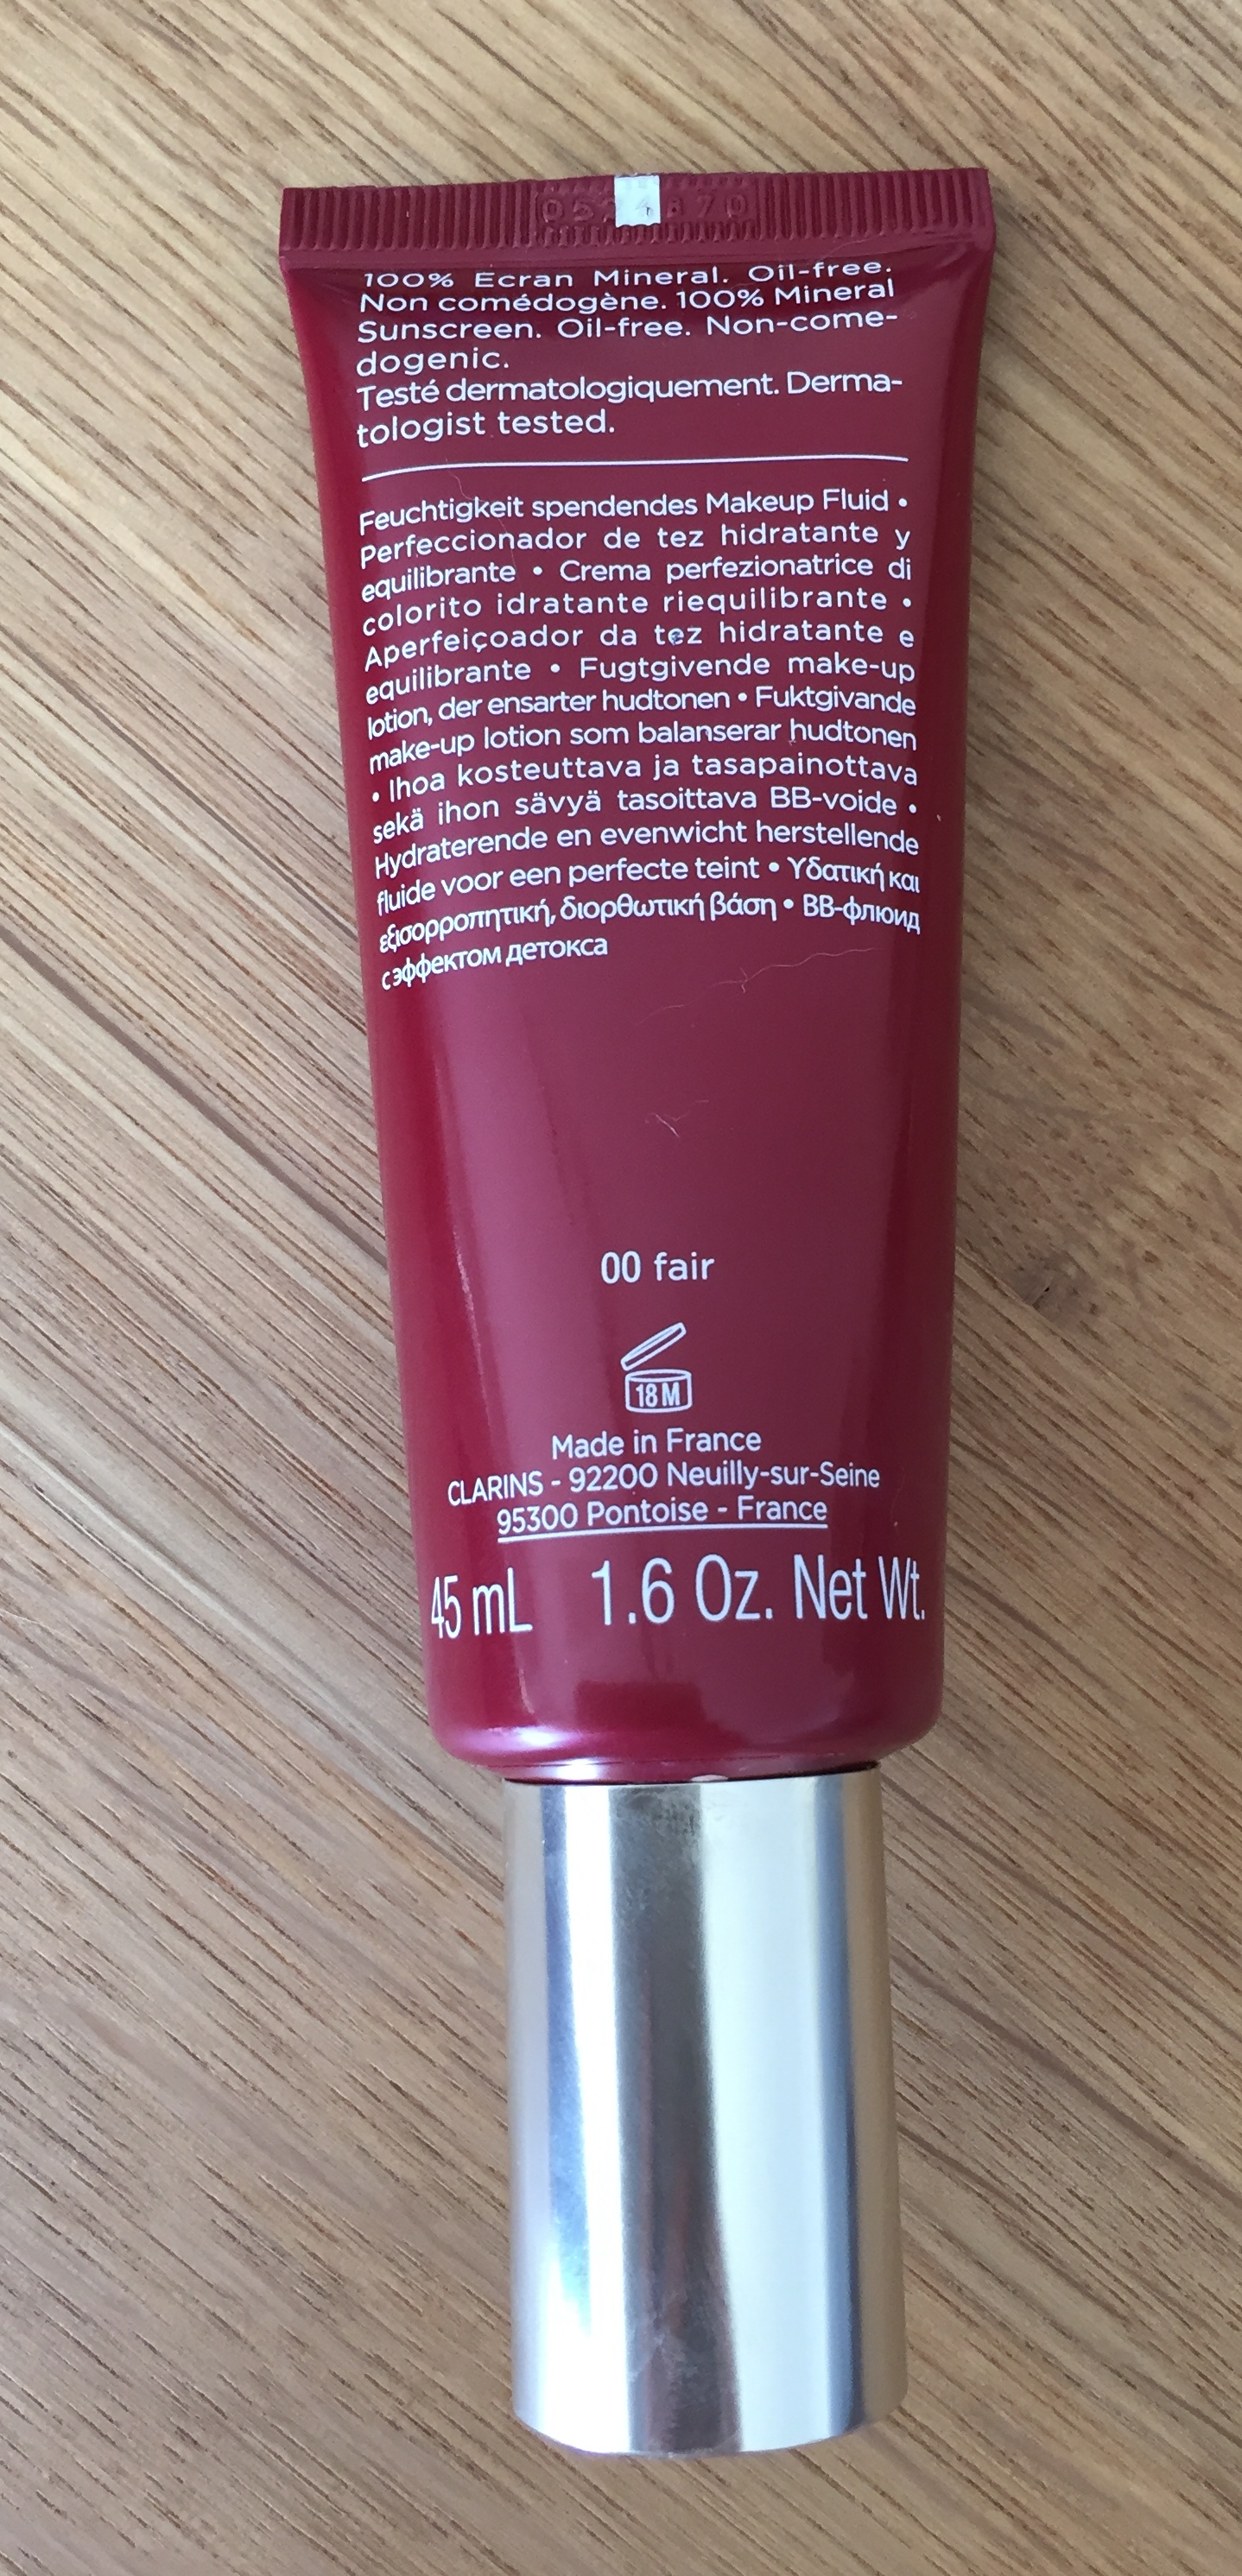 100% Ecran Mineral. Oil-free.
Non comédogène. 100% Mineral
Sunscreen. Oil-free. Non-come-
dogenic.
Testé dermatologiquement. Derma-
tologist tested.
Feuchtigkeit spendendes Makeup Fluid •
Perfeccionador de tez hidratante y
equilibrante • Crema perfezionatrice di
colorito idratante riequilibrante •
Aperfeiçoador da tez hidratante e
equilibrante • Fugtgivende make-up
lotion, der ensarter hudtonen • Fuktgivande
make-up lotion som balanserar hudtonen
• Ihoa kosteuttava ja tasapainottava
sekä ihon sävyä tasoittava BB-voide •
Hydraterende en evenwicht herstellende
fluide voor een perfecte teint • Υδατική και
εξισορροπητική, διορθωτική βάση • BB-флюид
с эффектом детокса
00 fair
18 M
Made in France
CLARINS - 92200 Neuilly-sur-Seine
95300 Pontoise - France
45 mL 1.6 Oz. Net Wt.